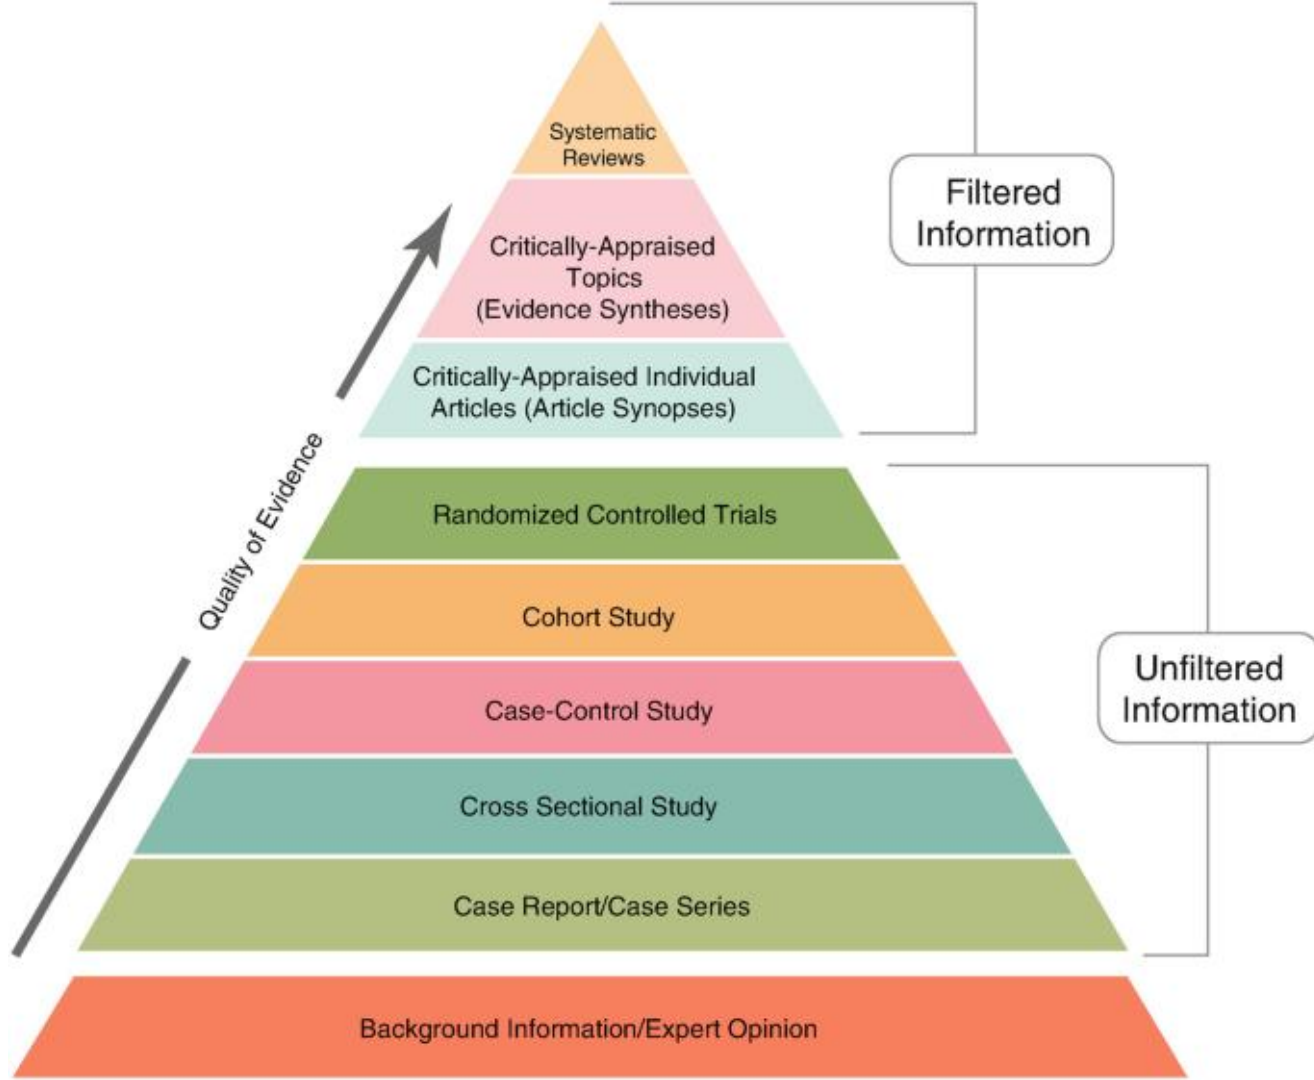 Systematic
Reviews
Critically-Appraised
Topics
(Evidence Syntheses)
Critically-Appraised Individual
Articles (Article Synopses)
Filtered
Information
Quality of Evidence
Randomized Controlled Trials
Cohort Study
Case-Control Study
Cross Sectional Study
Case Report/Case Series
Unfiltered
Information
Background Information/Expert Opinion